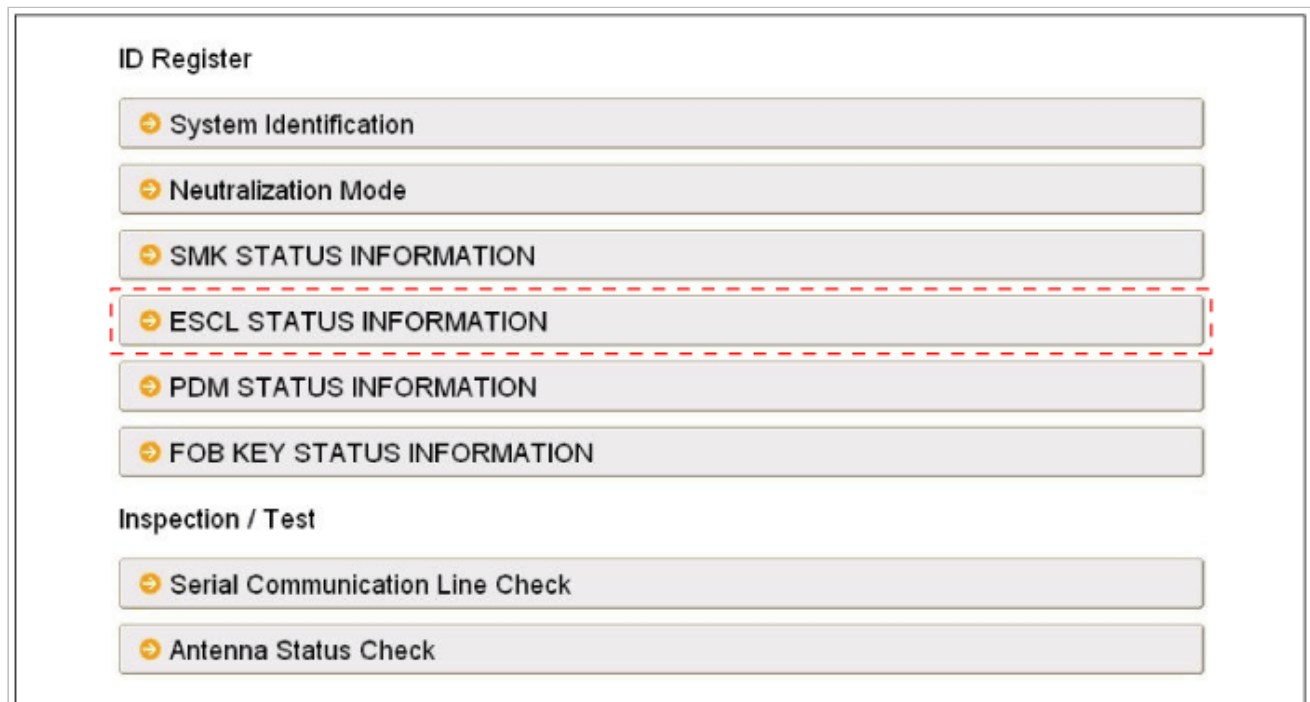 ID Register
System Identification
Neutralization Mode
SMK STATUS INFORMATION
ESCL STATUS INFORMATION
PDM STATUS INFORMATION
FOB KEY STATUS INFORMATION
Inspection / Test
Serial Communication Line Check
Antenna Status Check